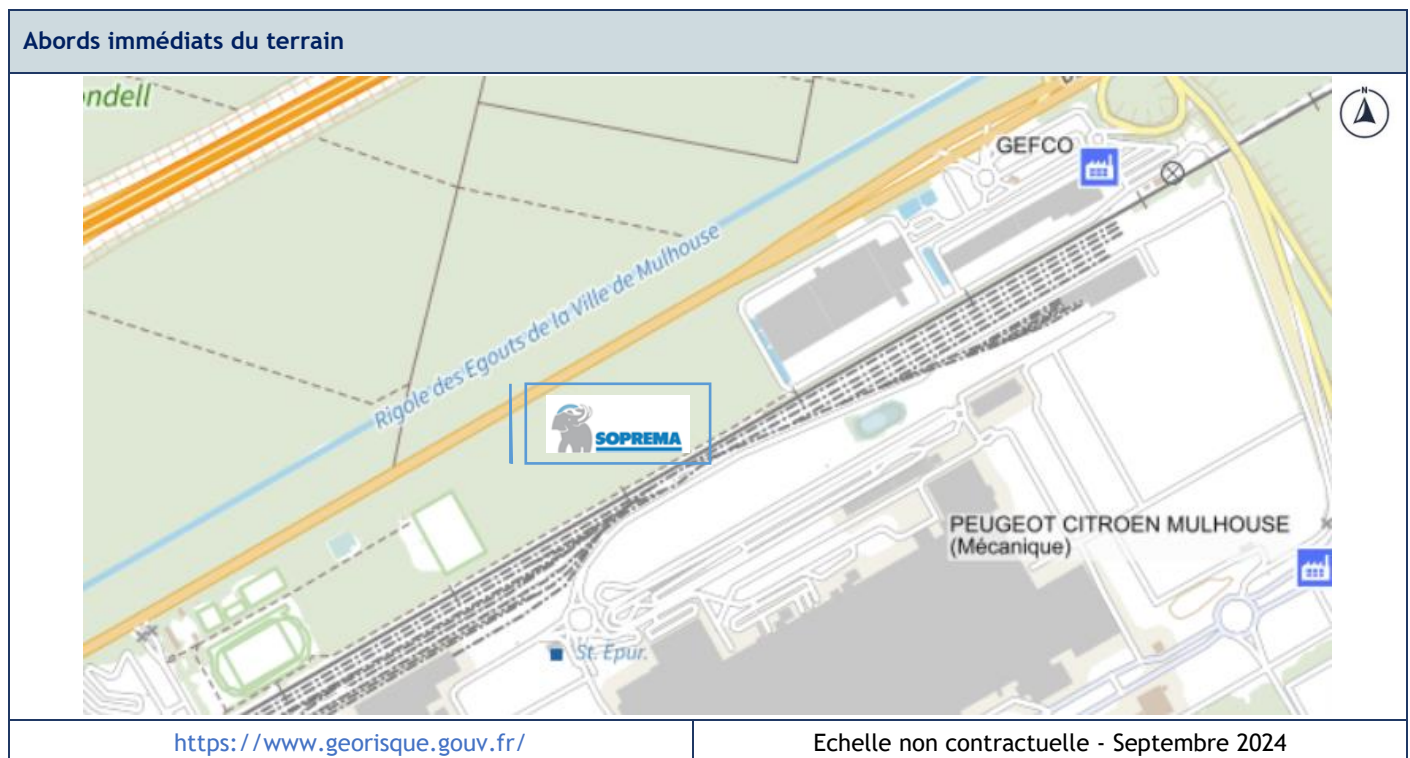 Abords immédiats du terrain
ndell
N
GEFCO
Rigole des Egouts de la Ville de Mulhouse
SOPREMA
PEUGEOT CITROEN MULHOUSE
(Mécanique)
St. Epur.
https://www.georisque.gouv.fr/
Echelle non contractuelle - Septembre 2024